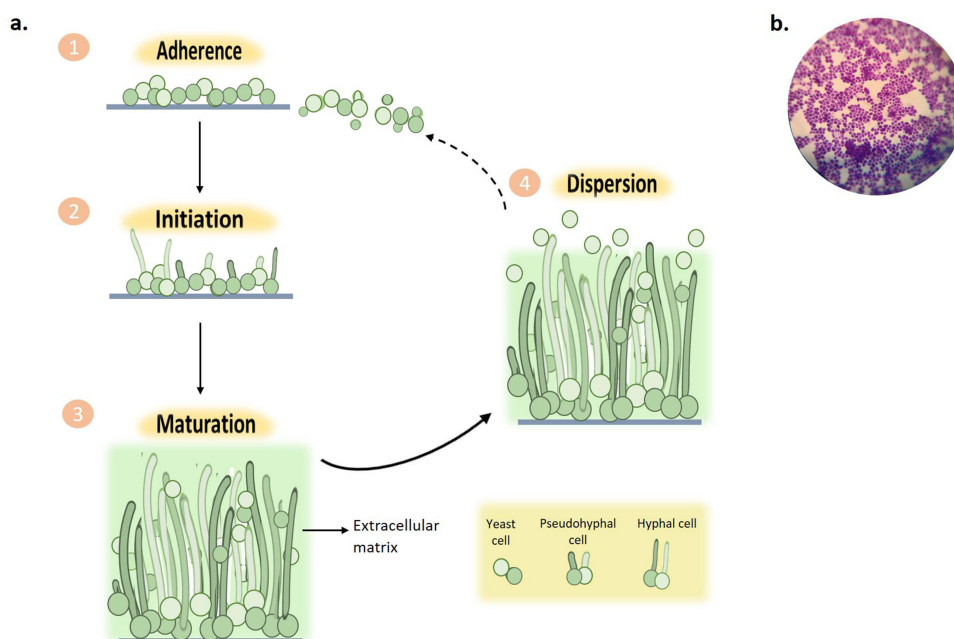 a.
b.
1
Adherence
2
Initiation
3
Maturation
4
Dispersion
Extracellular
matrix
Yeast
cell
Pseudohyphal
cell
Hyphal cell